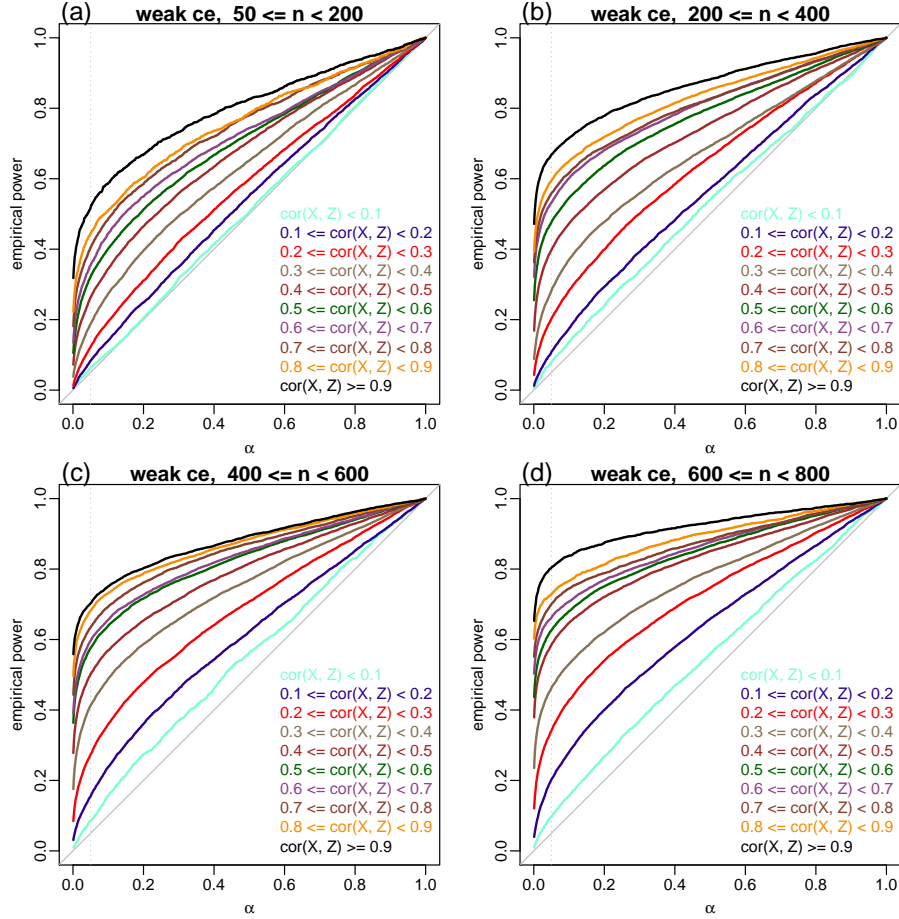 (a)
weak ce, 50 <= n < 200
1.0
0.8
0.6
0.4
0.2
0.0
empirical power
cor(X, Z) < 0.1
0.1 <= cor(X, Z) < 0.2
0.2 <= cor(X, Z) < 0.3
0.3 <= cor(X, Z) < 0.4
0.4 <= cor(X, Z) < 0.5
0.5 <= cor(X, Z) < 0.6
0.6 <= cor(X, Z) < 0.7
0.7 <= cor(X, Z) < 0.8
0.8 <= cor(X, Z) < 0.9
cor(X, Z) >= 0.9
0.0 0.2 0.4 0.6 0.8 1.0
α
(b)
weak ce, 200 <= n < 400
1.0
0.8
0.6
0.4
0.2
0.0
empirical power
cor(X, Z) < 0.1
0.1 <= cor(X, Z) < 0.2
0.2 <= cor(X, Z) < 0.3
0.3 <= cor(X, Z) < 0.4
0.4 <= cor(X, Z) < 0.5
0.5 <= cor(X, Z) < 0.6
0.6 <= cor(X, Z) < 0.7
0.7 <= cor(X, Z) < 0.8
0.8 <= cor(X, Z) < 0.9
cor(X, Z) >= 0.9
0.0 0.2 0.4 0.6 0.8 1.0
α
(c)
weak ce, 400 <= n < 600
1.0
0.8
0.6
0.4
0.2
0.0
empirical power
cor(X, Z) < 0.1
0.1 <= cor(X, Z) < 0.2
0.2 <= cor(X, Z) < 0.3
0.3 <= cor(X, Z) < 0.4
0.4 <= cor(X, Z) < 0.5
0.5 <= cor(X, Z) < 0.6
0.6 <= cor(X, Z) < 0.7
0.7 <= cor(X, Z) < 0.8
0.8 <= cor(X, Z) < 0.9
cor(X, Z) >= 0.9
0.0 0.2 0.4 0.6 0.8 1.0
α
(d)
weak ce, 600 <= n < 800
1.0
0.8
0.6
0.4
0.2
0.0
empirical power
cor(X, Z) < 0.1
0.1 <= cor(X, Z) < 0.2
0.2 <= cor(X, Z) < 0.3
0.3 <= cor(X, Z) < 0.4
0.4 <= cor(X, Z) < 0.5
0.5 <= cor(X, Z) < 0.6
0.6 <= cor(X, Z) < 0.7
0.7 <= cor(X, Z) < 0.8
0.8 <= cor(X, Z) < 0.9
cor(X, Z) >= 0.9
0.0 0.2 0.4 0.6 0.8 1.0
α